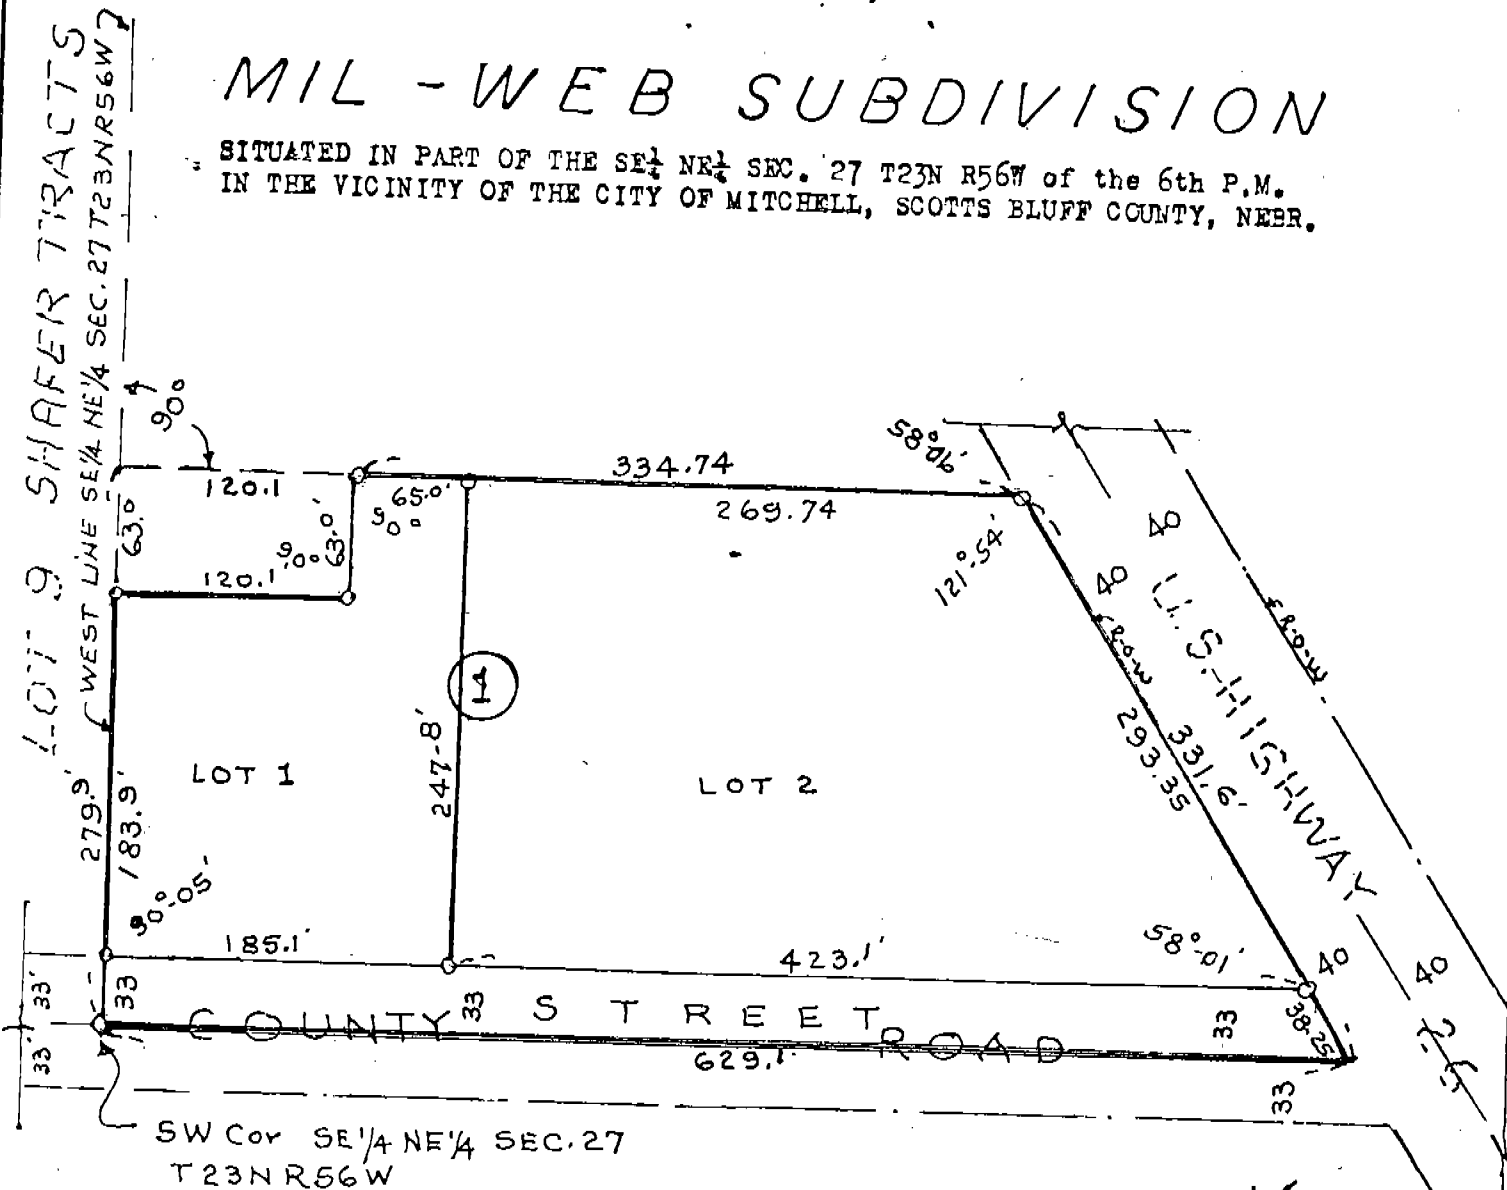 MIL - WEB SUBDIVISION
SITUATED IN PART OF THE SE¼ NE¼ SEC. 27 T23N R56W of the 6th P.M.
IN THE VICINITY OF THE CITY OF MITCHELL, SCOTTS BLUFF COUNTY, NEBR.
LOT 9 SHAFER TRACTS
WEST LINE SE¼ NE¼ SEC. 27 T23N R56W
90°
120.1
63.0
120.1
90°
63.0'
65.0'
90°
334.74
269.74
58°-06'
121°-54'
40
40
U.S. HIGHWAY
R-O-W
R-O-W
293.35
331.6'
1
247-8'
LOT 1
LOT 2
279.9'
183.9'
90°-05'
185.1'
423.1'
58°-01'
40
40
26
33'
33'
33
33
33
33
38-25
STREET
COUNTY ROAD
629.1'
SW Cor SE¼ NE¼ SEC. 27
T23N R56W